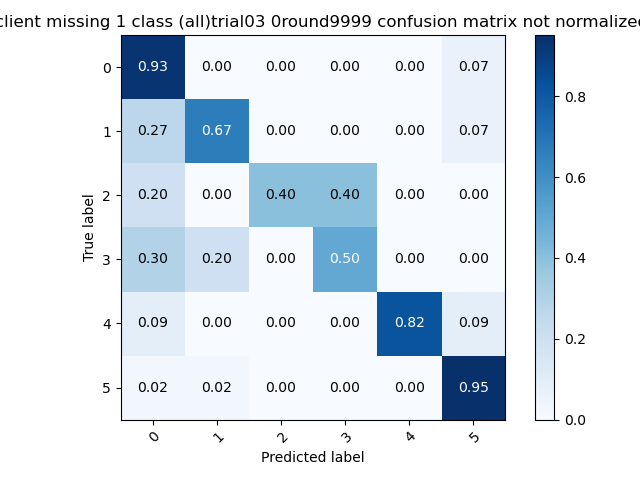 client missing 1 class (all)trial03 0round9999 confusion matrix not normalized
0 0.93 0.00 0.00 0.00 0.00 0.07
1 0.27 0.67 0.00 0.00 0.00 0.07
2 0.20 0.00 0.40 0.40 0.00 0.00
3 0.30 0.20 0.00 0.50 0.00 0.00
4 0.09 0.00 0.00 0.00 0.82 0.09
5 0.02 0.02 0.00 0.00 0.00 0.95
0 1 2 3 4 5
True label
Predicted label
0.8
0.6
0.4
0.2
0.0